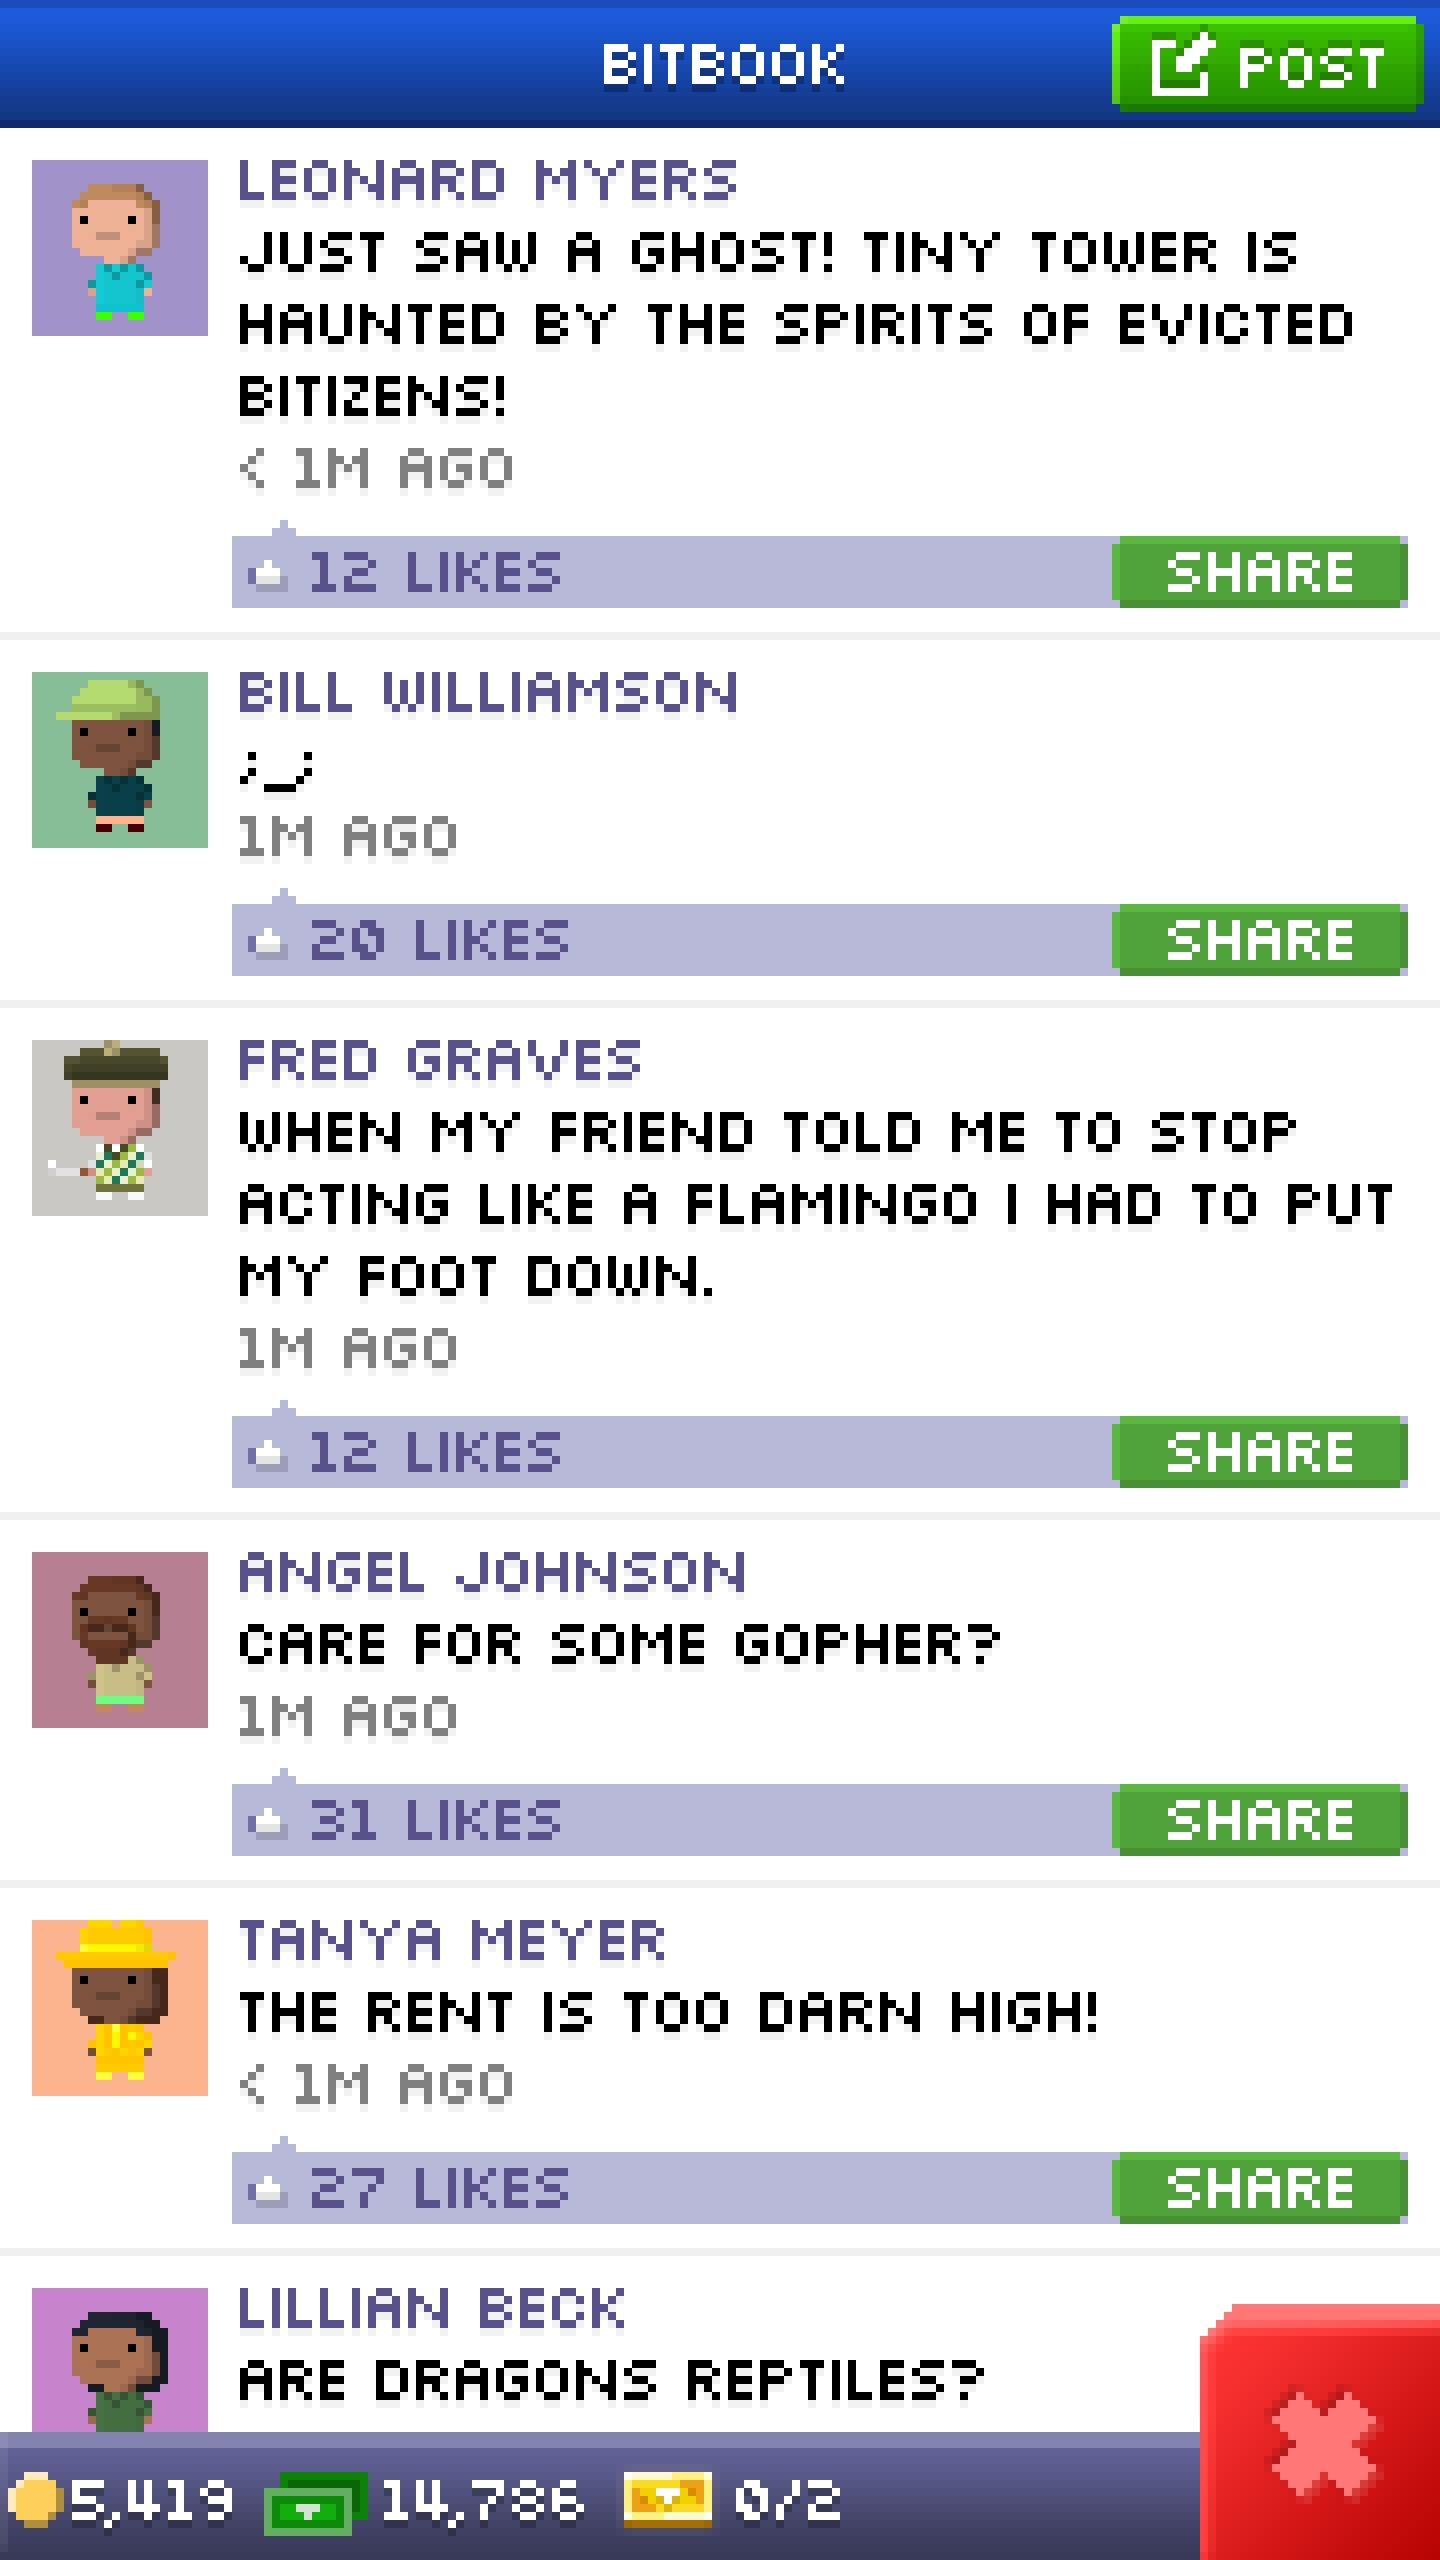 BITBOOK
POST
LEONARD MYERS
JUST SAW A GHOST! TINY TOWER IS
HAUNTED BY THE SPIRITS OF EVICTED
BITIZENS!
< 1M AGO
12 LIKES
SHARE
BILL WILLIAMSON
;_;
1M AGO
20 LIKES
SHARE
FRED GRAVES
WHEN MY FRIEND TOLD ME TO STOP
ACTING LIKE A FLAMINGO I HAD TO PUT
MY FOOT DOWN.
1M AGO
12 LIKES
SHARE
ANGEL JOHNSON
CARE FOR SOME GOPHER?
1M AGO
31 LIKES
SHARE
TANYA MEYER
THE RENT IS TOO DARN HIGH!
< 1M AGO
27 LIKES
SHARE
LILLIAN BECK
ARE DRAGONS REPTILES?
5,419
14,786
0/2